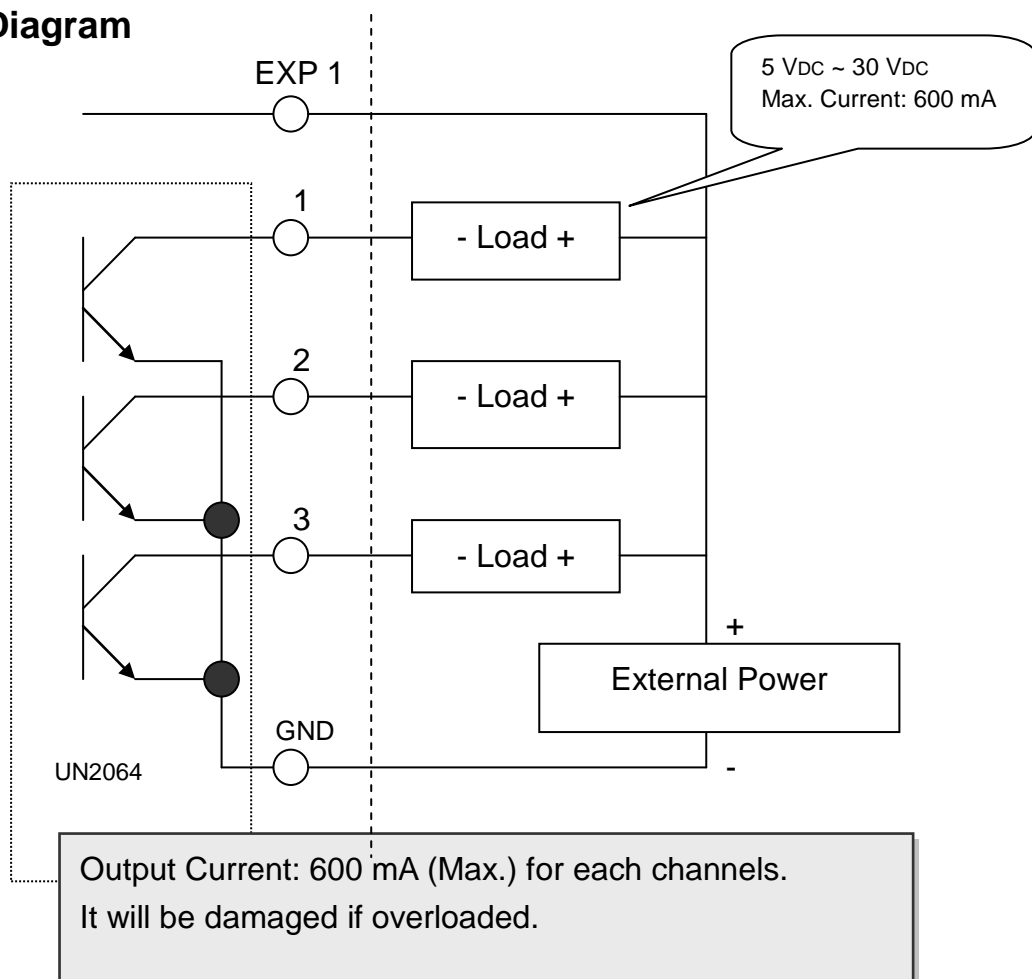 Diagram
EXP 1
5 VDC ~ 30 VDC
Max. Current: 600 mA
1
- Load +
2
- Load +
3
- Load +
+
External Power
GND
-
UN2064
Output Current: 600 mA (Max.) for each channels.
It will be damaged if overloaded.